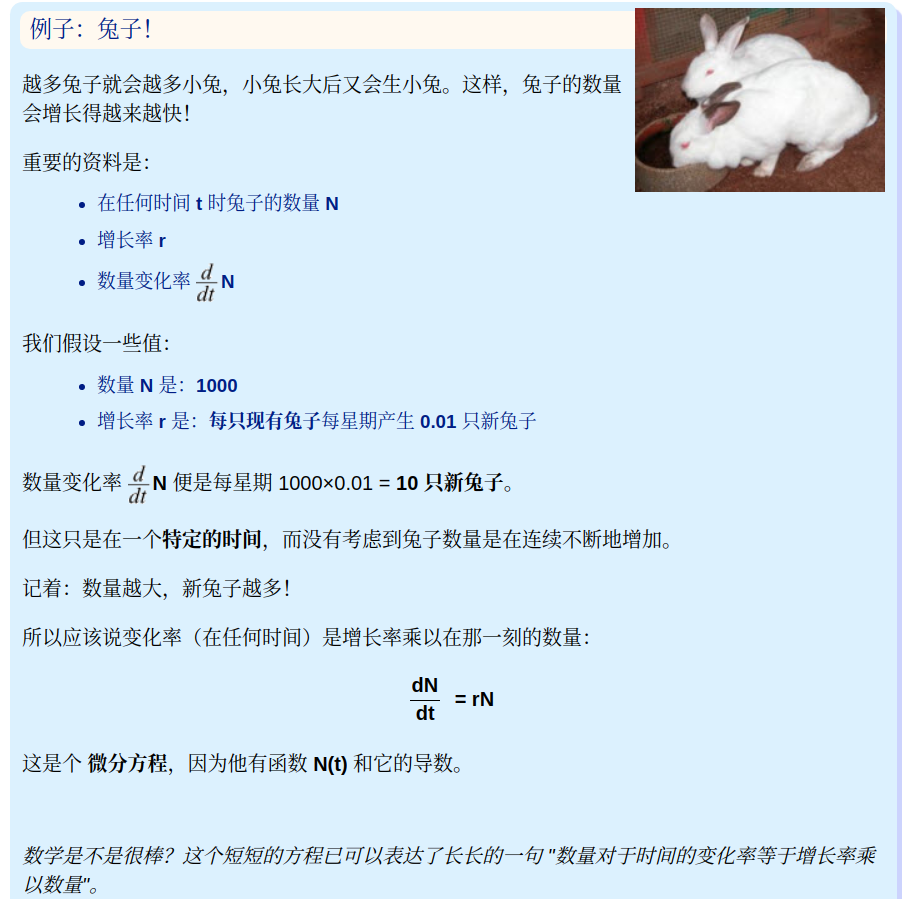 例子：兔子！
越多兔子就会越多小兔，小兔长大后又会生小兔。这样，兔子的数量
会增长得越来越快！
重要的资料是：
• 在任何时间 t 时兔子的数量 N
• 增长率 r
• 数量变化率 d/dt N
我们假设一些值：
• 数量 N 是：1000
• 增长率 r 是：每只现有兔子每星期产生 0.01 只新兔子
数量变化率 d/dt N 便是每星期 1000×0.01 = 10 只新兔子。
但这只是在一个特定的时间，而没有考虑到兔子数量是在连续不断地增加。
记着：数量越大，新兔子越多！
所以应该说变化率（在任何时间）是增长率乘以在那一刻的数量：
dN/dt = rN
这是个 微分方程，因为他有函数 N(t) 和它的导数。
数学是不是很棒？这个短短的方程已可以表达了长长的一句 "数量对于时间的变化率等于增长率乘
以数量"。